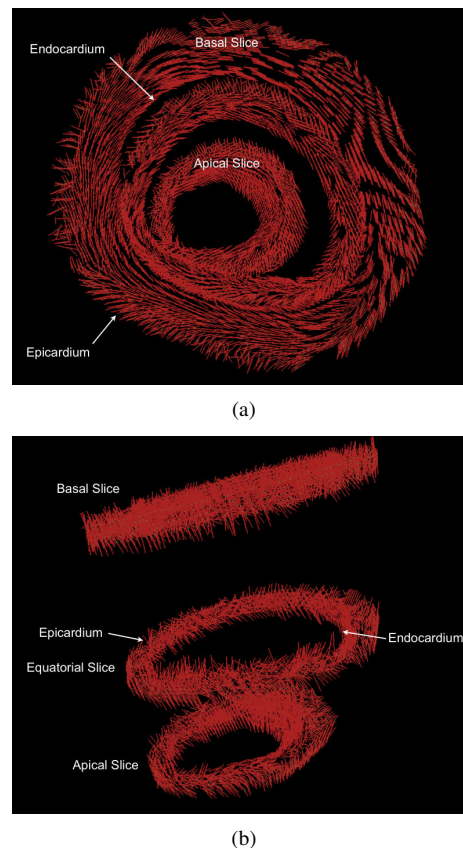 Basal Slice
Endocardium
Apical Slice
Epicardium
(a)
Basal Slice
Epicardium
Endocardium
Equatorial Slice
Apical Slice
(b)